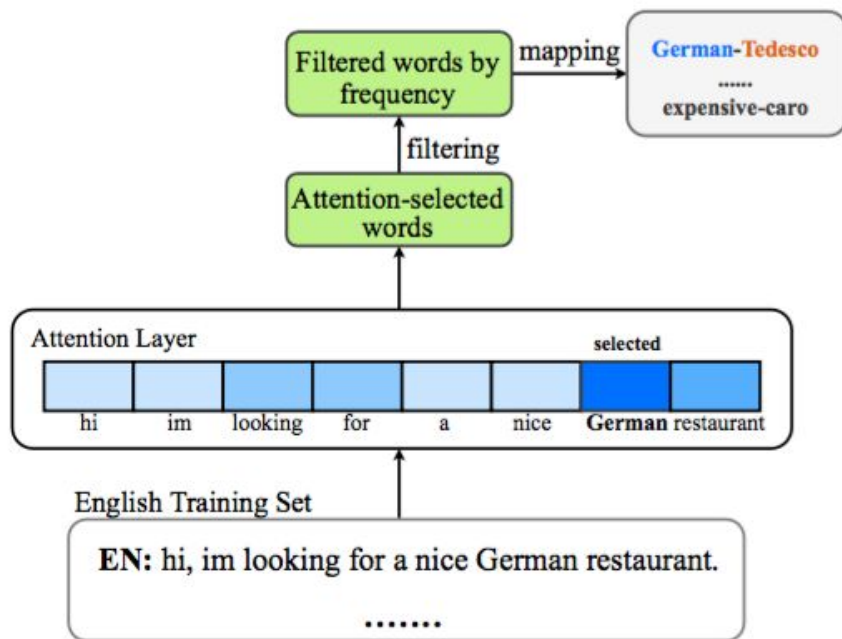 Filtered words by
frequency
mapping
German-Tedesco
......
expensive-caro
filtering
Attention-selected
words
Attention Layer
selected
hi im looking for a nice German restaurant
English Training Set
EN: hi, im looking for a nice German restaurant.
.......